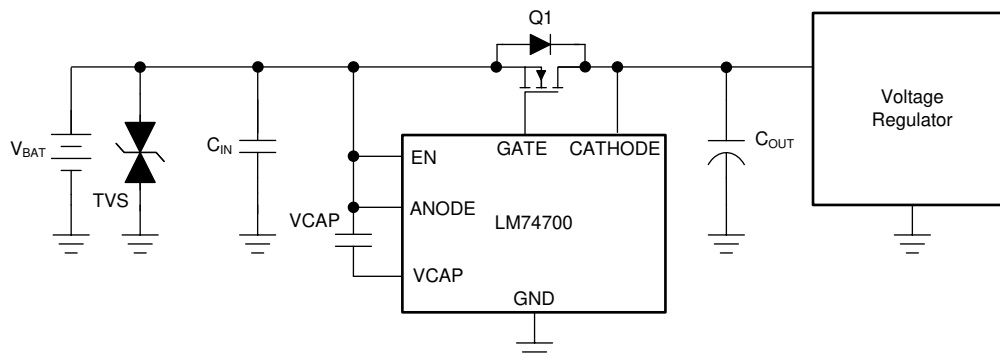 Q1
Voltage
Regulator
V_BAT
TVS
C_IN
VCAP
EN
ANODE
VCAP
GATE
CATHODE
LM74700
GND
C_OUT